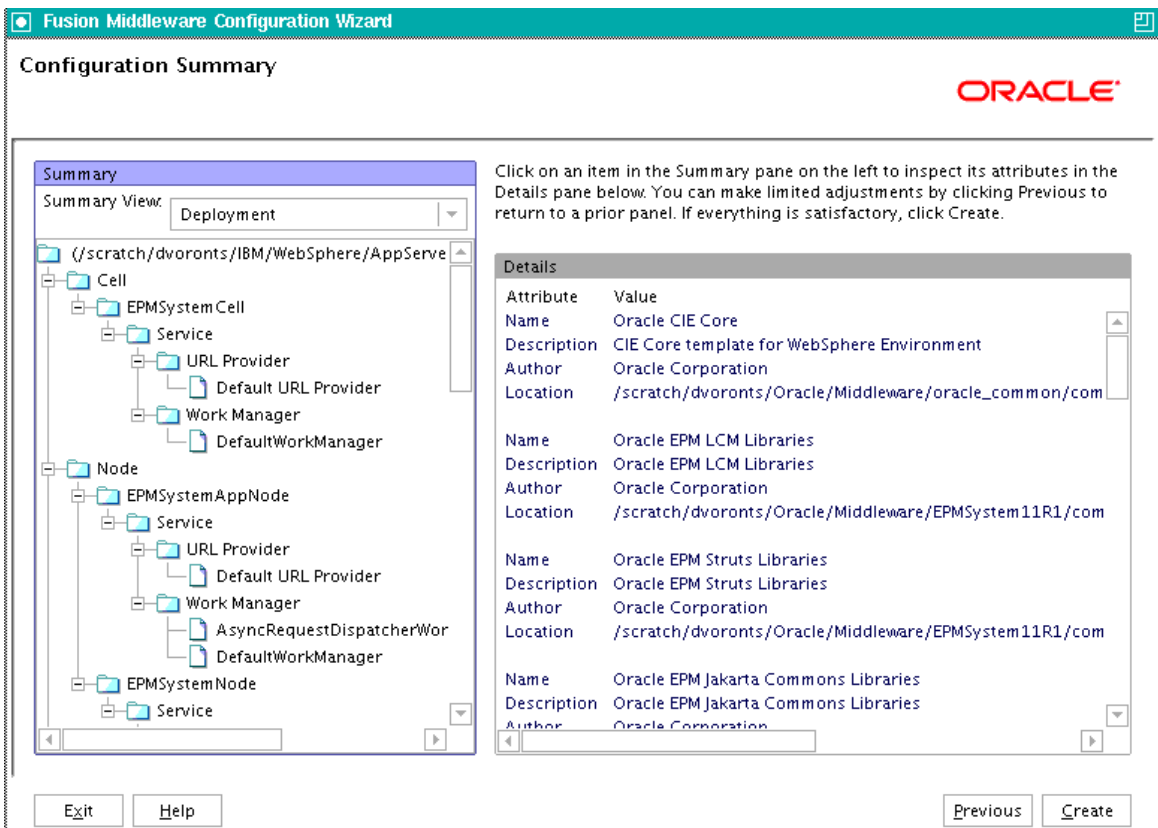 Fusion Middleware Configuration Wizard
Configuration Summary
ORACLE
Summary
Summary View:
Deployment
(/scratch/dvoronts/IBM/WebSphere/AppServe
Cell
EPMSystemCell
Service
URL Provider
Default URL Provider
Work Manager
DefaultWorkManager
Node
EPMSystemAppNode
Service
URL Provider
Default URL Provider
Work Manager
AsyncRequestDispatcherWor
DefaultWorkManager
EPMSystemNode
Service
Click on an item in the Summary pane on the left to inspect its attributes in the
Details pane below. You can make limited adjustments by clicking Previous to
return to a prior panel. If everything is satisfactory, click Create.
Details
Attribute Value
Name Oracle CIE Core
Description CIE Core template for WebSphere Environment
Author Oracle Corporation
Location /scratch/dvoronts/Oracle/Middleware/oracle_common/com
Name Oracle EPM LCM Libraries
Description Oracle EPM LCM Libraries
Author Oracle Corporation
Location /scratch/dvoronts/Oracle/Middleware/EPMSystem11R1/com
Name Oracle EPM Struts Libraries
Description Oracle EPM Struts Libraries
Author Oracle Corporation
Location /scratch/dvoronts/Oracle/Middleware/EPMSystem11R1/com
Name Oracle EPM Jakarta Commons Libraries
Description Oracle EPM Jakarta Commons Libraries
Author Oracle Corporation
Exit Help Previous Create